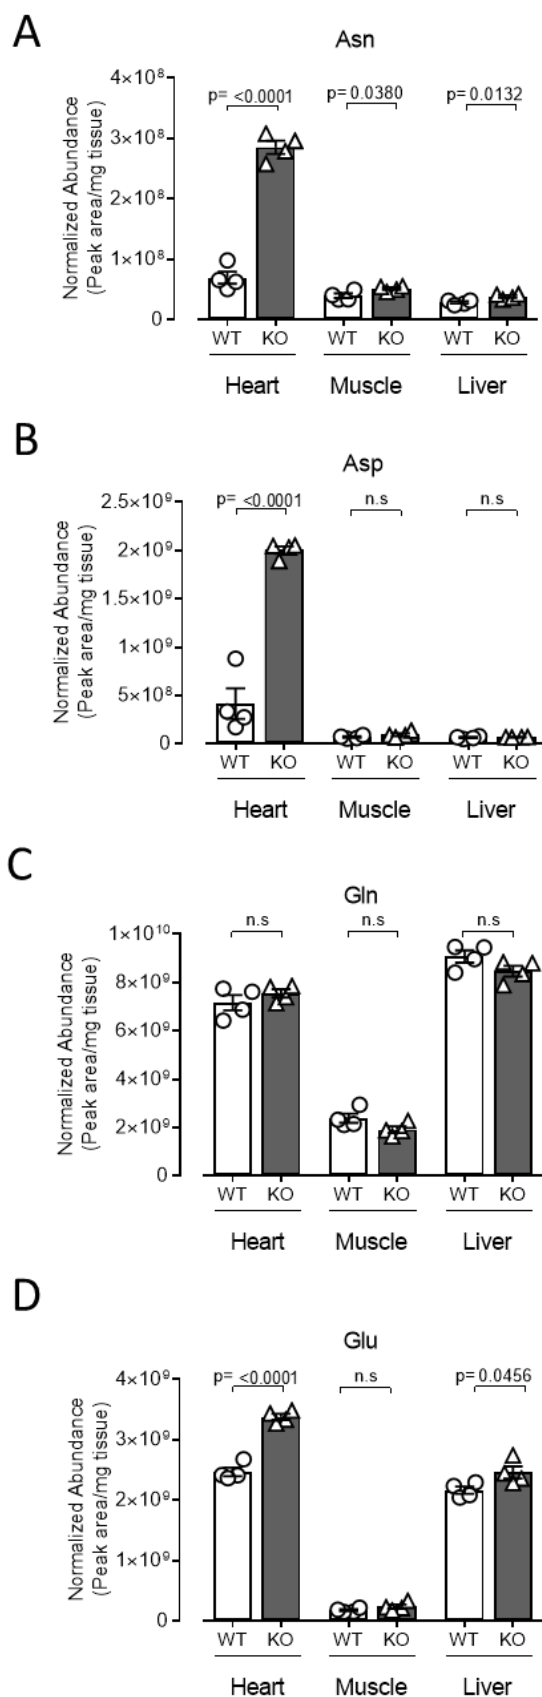 A
Asn
Normalized Abundance
(Peak area/mg tissue)
4×10⁸
3×10⁸
2×10⁸
1×10⁸
0
p= <0.0001
p= 0.0380
p= 0.0132
WT KO WT KO WT KO
Heart Muscle Liver
B
Asp
Normalized Abundance
(Peak area/mg tissue)
2.5×10⁹
2×10⁹
1.5×10⁹
1×10⁹
5×10⁸
0
p= <0.0001
n.s
n.s
WT KO WT KO WT KO
Heart Muscle Liver
C
Gln
Normalized Abundance
(Peak area/mg tissue)
1×10¹⁰
8×10⁹
6×10⁹
4×10⁹
2×10⁹
0
n.s
n.s
n.s
WT KO WT KO WT KO
Heart Muscle Liver
D
Glu
Normalized Abundance
(Peak area/mg tissue)
4×10⁹
3×10⁹
2×10⁹
1×10⁹
0
p= <0.0001
n.s
p= 0.0456
WT KO WT KO WT KO
Heart Muscle Liver